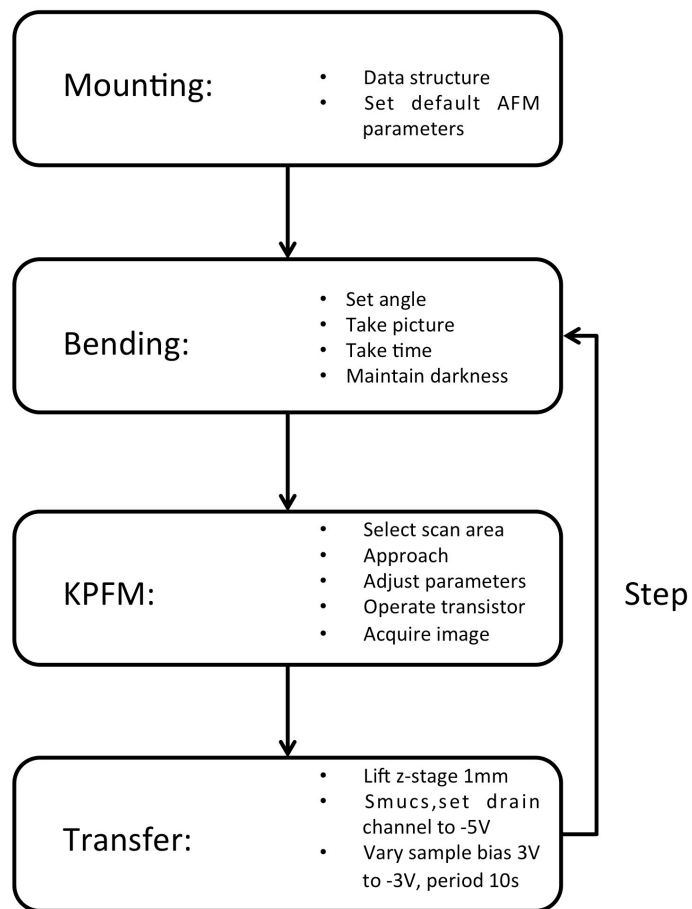 Mounting:
• Data structure
• Set default AFM
parameters
Bending:
• Set angle
• Take picture
• Take time
• Maintain darkness
KPFM:
• Select scan area
• Approach
• Adjust parameters
• Operate transistor
• Acquire image
Step
Transfer:
• Lift z-stage 1mm
• Smucs,set drain
channel to -5V
• Vary sample bias 3V
to -3V, period 10s